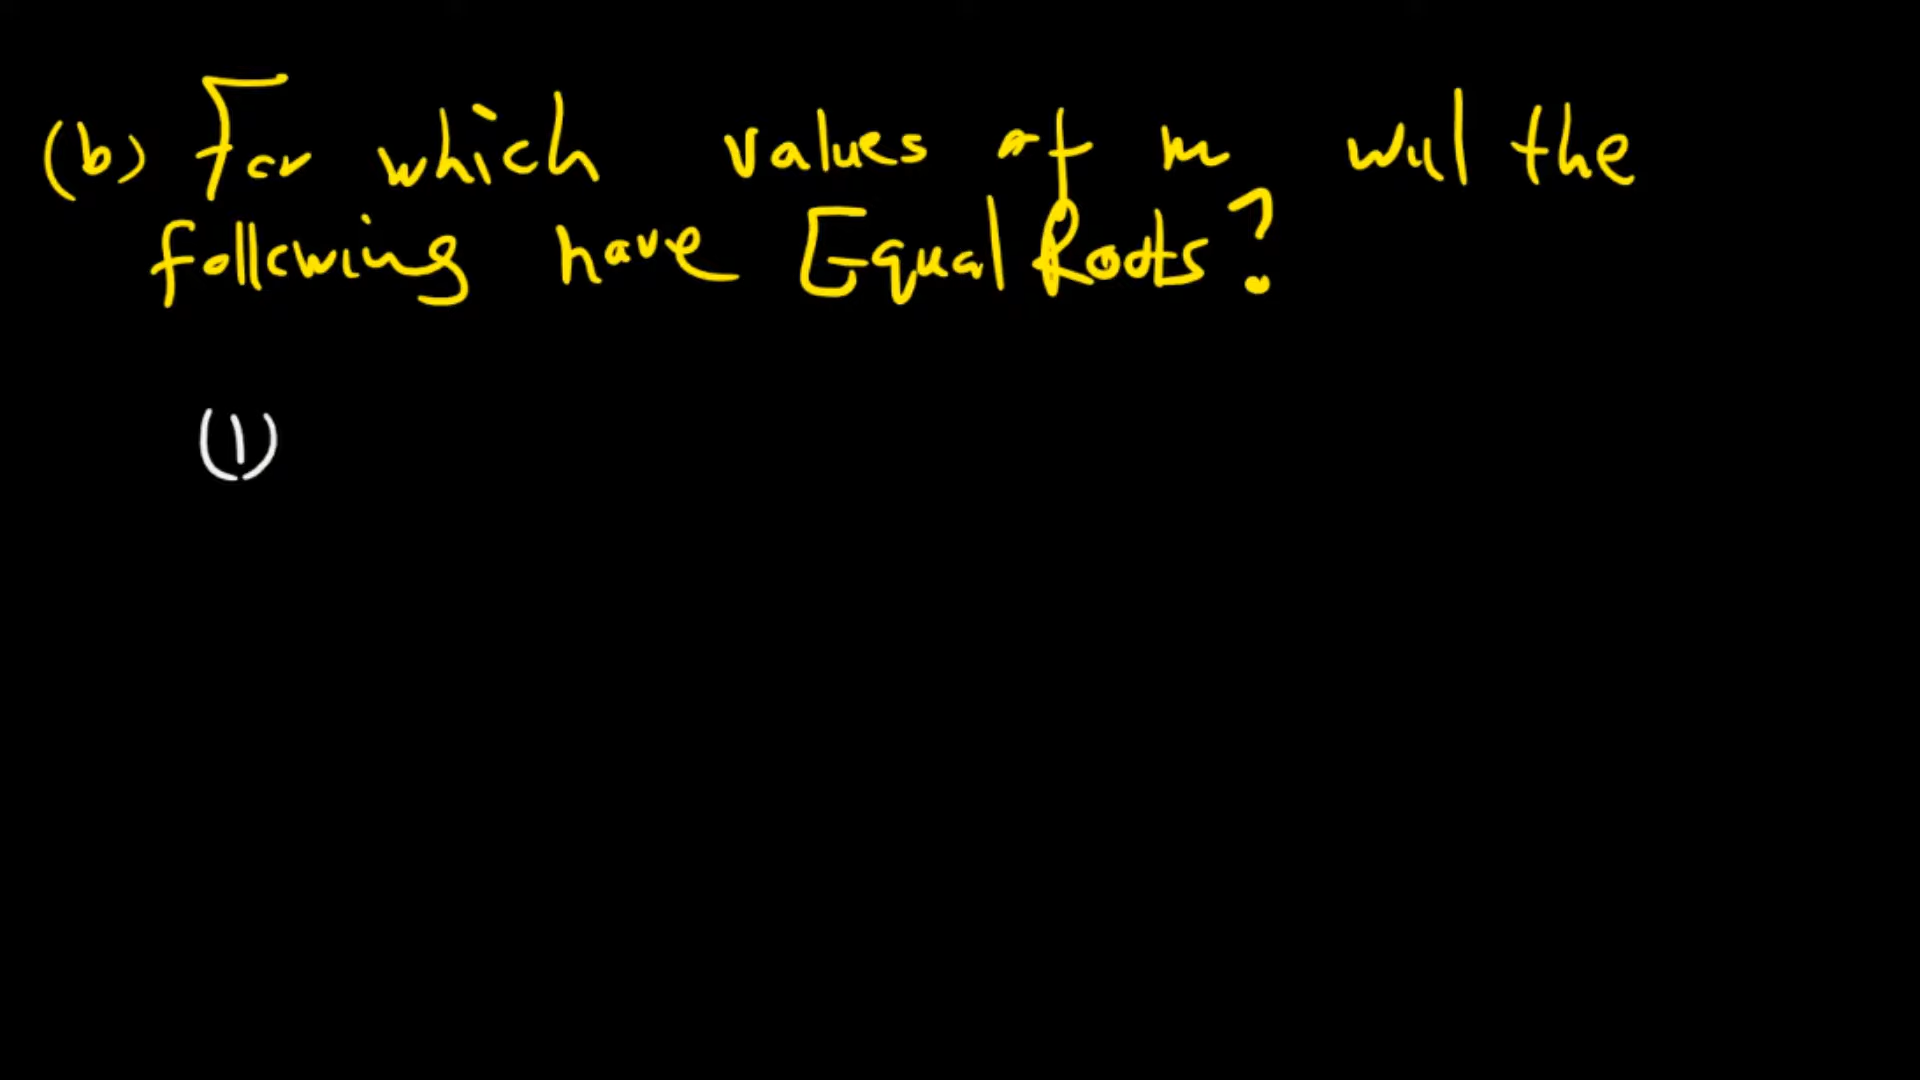 (b) For which values of m will the
following have Equal Roots?
(1)